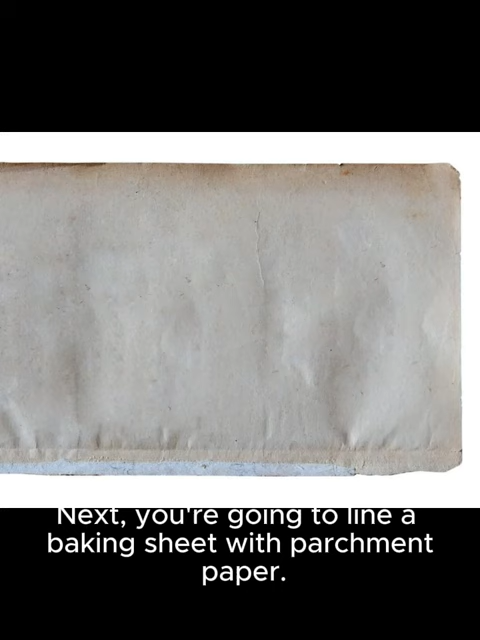 Next, you're going to line a
baking sheet with parchment
paper.